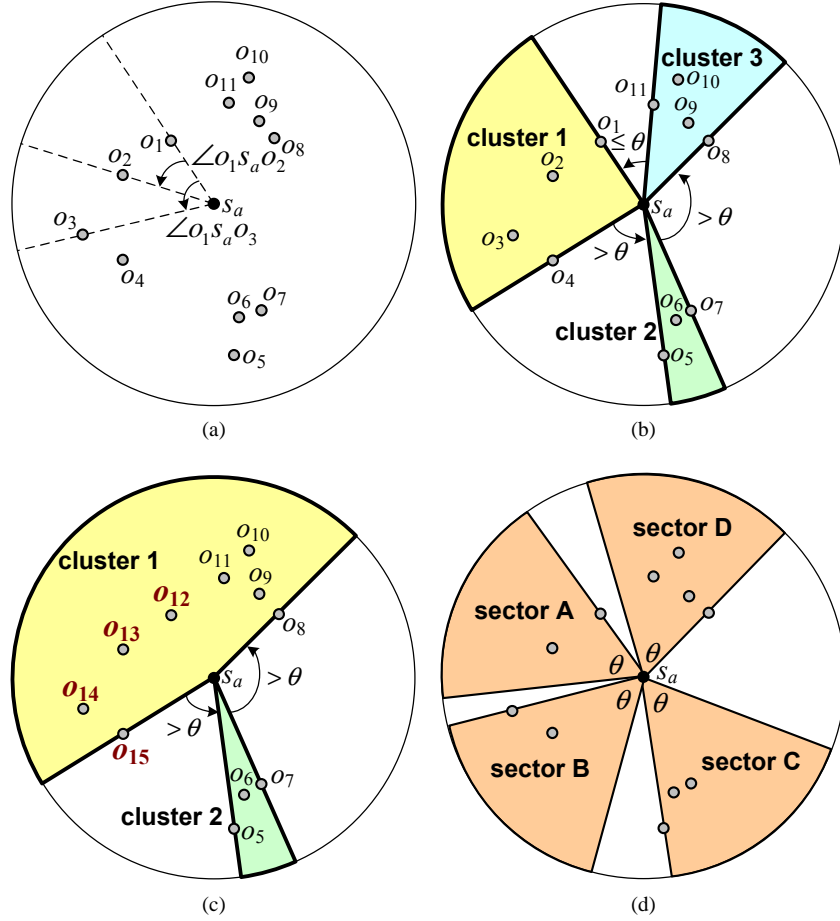 o10
o11
o9
o1
o8
o2
∠o1sao2
sa
o3
∠o1sao3
o4
o6
o7
o5
(a)
cluster 3
o10
o11
cluster 1
o1
o9
≤ θ
o8
o2
sa
> θ
o3
> θ
o4
o6
o7
cluster 2
o5
(b)
o10
cluster 1
o11
o9
o12
o8
o13
sa
> θ
o14
> θ
o15
o6
o7
cluster 2
o5
(c)
sector D
sector A
θ
θ
sa
θ
θ
sector B
sector C
(d)